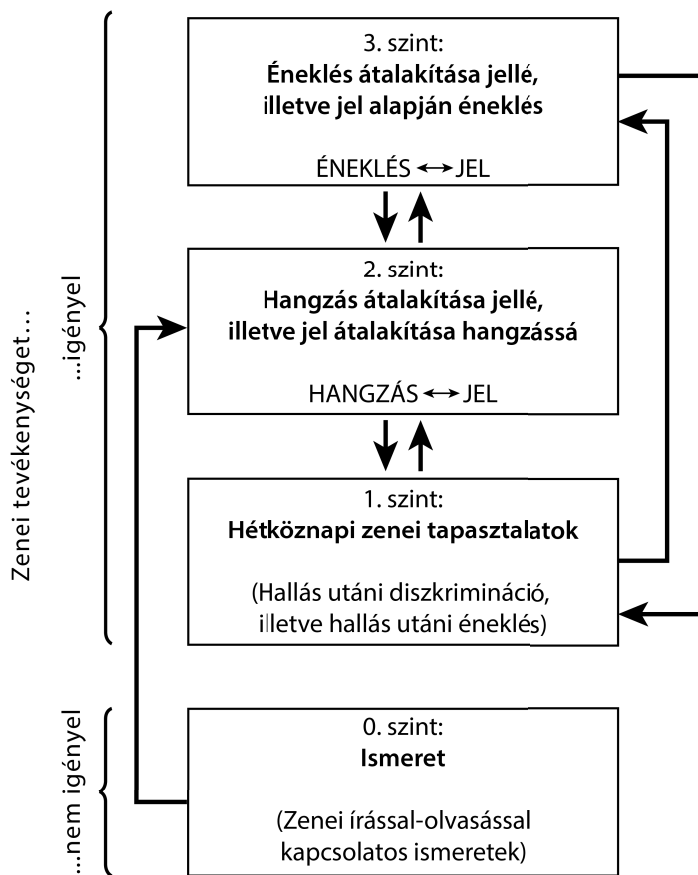 Zenei tevékenységet…
…igényel
3. szint:
Éneklés átalakítása jellé,
illetve jel alapján éneklés
ÉNEKLÉS ↔ JEL
2. szint:
Hangzás átalakítása jellé,
illetve jel átalakítása hangzássá
HANGZÁS ↔ JEL
1. szint:
Hétköznapi zenei tapasztalatok
(Hallás utáni diszkrimináció,
illetve hallás utáni éneklés)
…nem igényel
0. szint:
Ismeret
(Zenei írással-olvasással
kapcsolatos ismeretek)